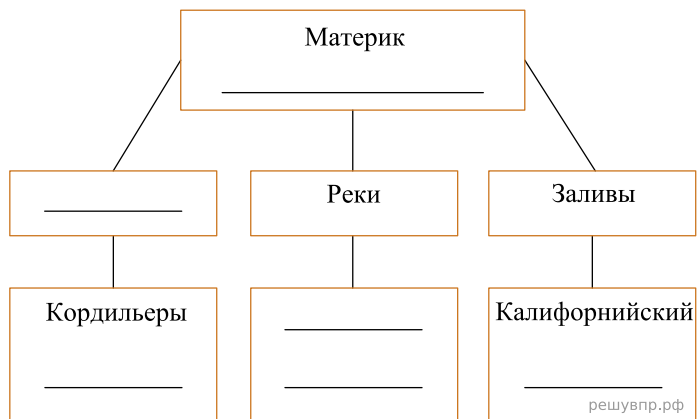 Материк
Реки
Заливы
Кордильеры
Калифорнийский
решувпр.рф